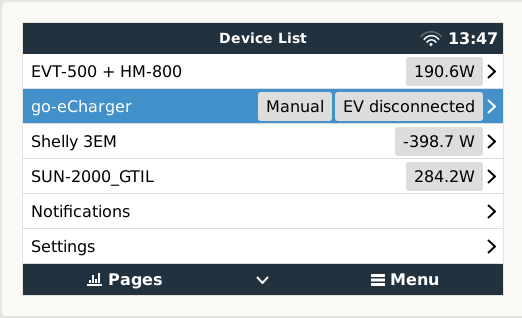 Device List 13:47
EVT-500 + HM-800 190.6W
go-eCharger Manual EV disconnected
Shelly 3EM -398.7 W
SUN-2000_GTIL 284.2W
Notifications
Settings
Pages Menu